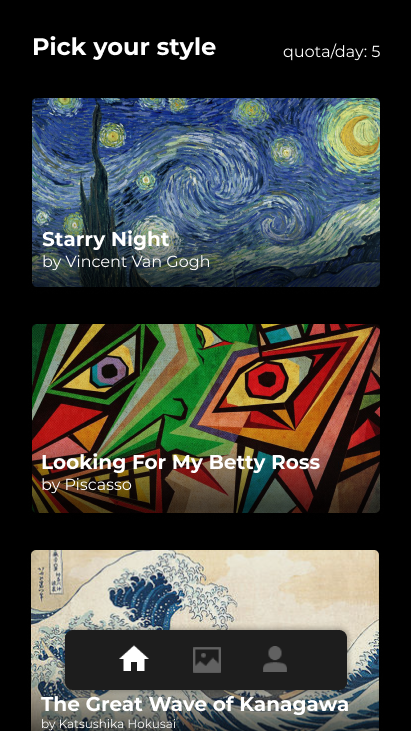 Pick your style
quota/day: 5
Starry Night
by Vincent Van Gogh
Looking For My Betty Ross
by Piscasso
The Great Wave of Kanagawa
by Katsushika Hokusai